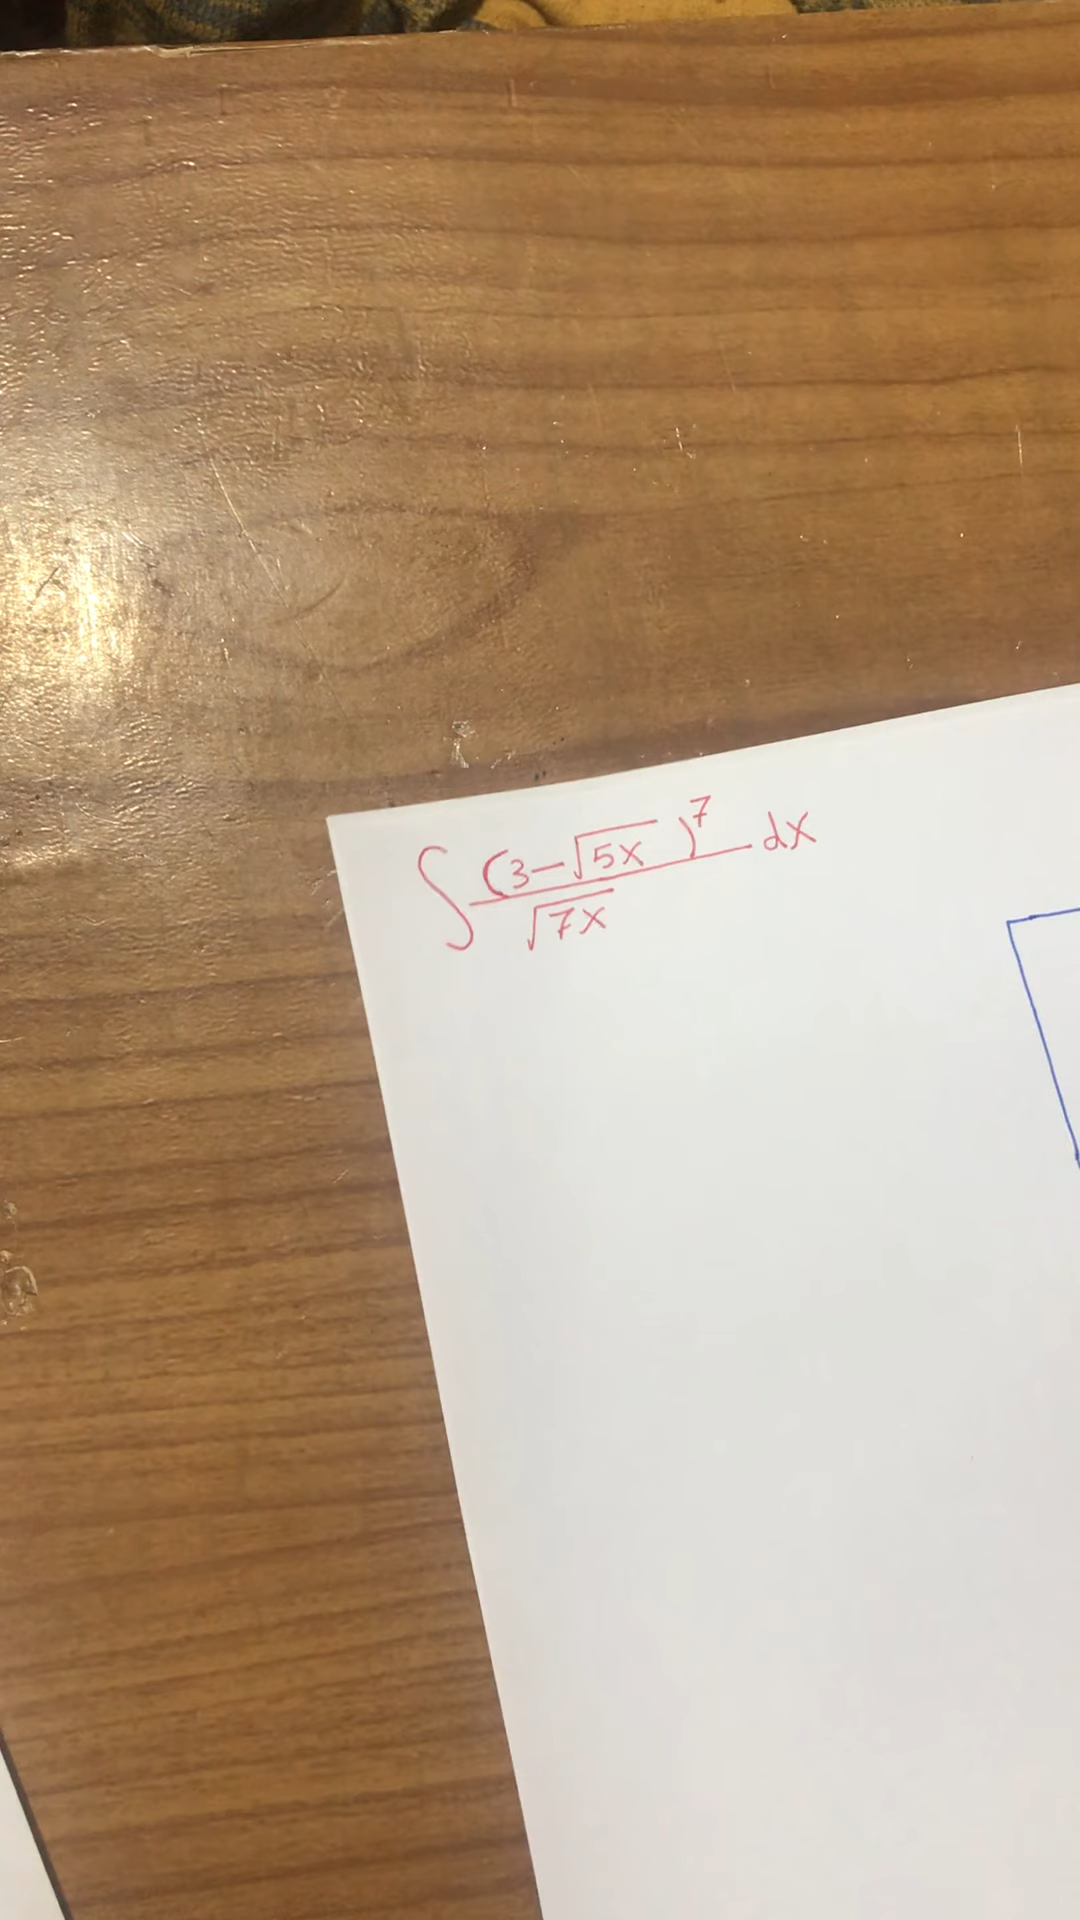 ∫ (3-√5x)^7 / √7x dx